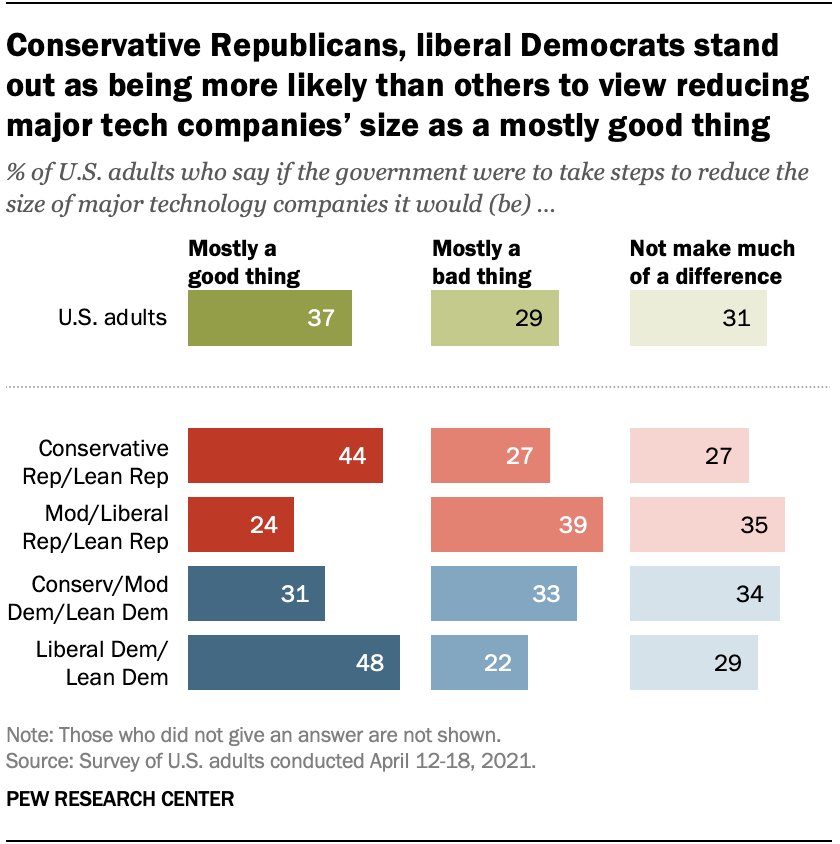 Conservative Republicans, liberal Democrats stand
out as being more likely than others to view reducing
major tech companies’ size as a mostly good thing
% of U.S. adults who say if the government were to take steps to reduce the
size of major technology companies it would (be) ...
Mostly a
good thing
Mostly a
bad thing
Not make much
of a difference
U.S. adults
37
29
31
Conservative
Rep/Lean Rep
44
27
27
Mod/Liberal
Rep/Lean Rep
24
39
35
Conserv/Mod
Dem/Lean Dem
31
33
34
Liberal Dem/
Lean Dem
48
22
29
Note: Those who did not give an answer are not shown.
Source: Survey of U.S. adults conducted April 12-18, 2021.
PEW RESEARCH CENTER